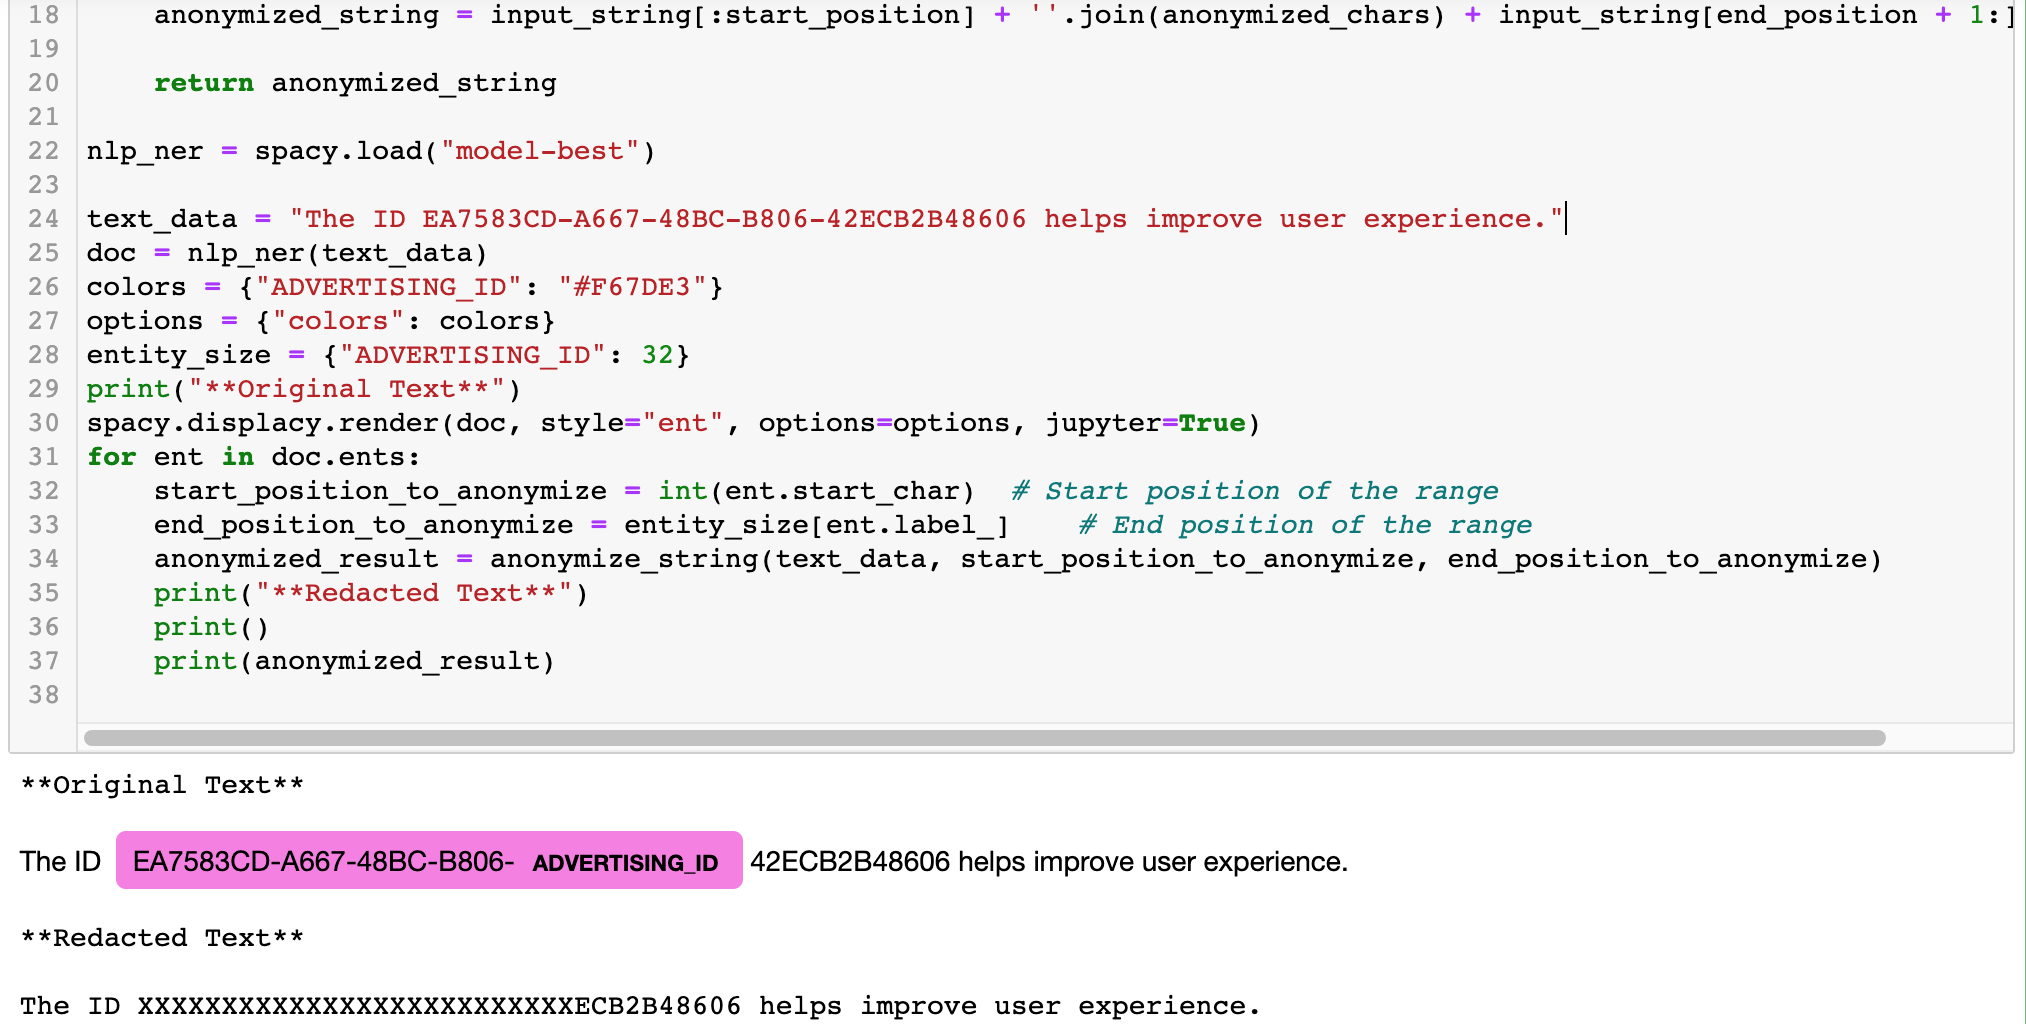 18 anonymized_string = input_string[:start_position] + ''.join(anonymized_chars) + input_string[end_position + 1:]
19
20 return anonymized_string
21
22 nlp_ner = spacy.load("model-best")
23
24 text_data = "The ID EA7583CD-A667-48BC-B806-42ECB2B48606 helps improve user experience."
25 doc = nlp_ner(text_data)
26 colors = {"ADVERTISING_ID": "#F67DE3"}
27 options = {"colors": colors}
28 entity_size = {"ADVERTISING_ID": 32}
29 print("**Original Text**")
30 spacy.displacy.render(doc, style="ent", options=options, jupyter=True)
31 for ent in doc.ents:
32 start_position_to_anonymize = int(ent.start_char) # Start position of the range
33 end_position_to_anonymize = entity_size[ent.label_] # End position of the range
34 anonymized_result = anonymize_string(text_data, start_position_to_anonymize, end_position_to_anonymize)
35 print("**Redacted Text**")
36 print()
37 print(anonymized_result)
38
**Original Text**
The ID EA7583CD-A667-48BC-B806- ADVERTISING_ID 42ECB2B48606 helps improve user experience.
**Redacted Text**
The ID XXXXXXXXXXXXXXXXXXXXXXXXXXECB2B48606 helps improve user experience.